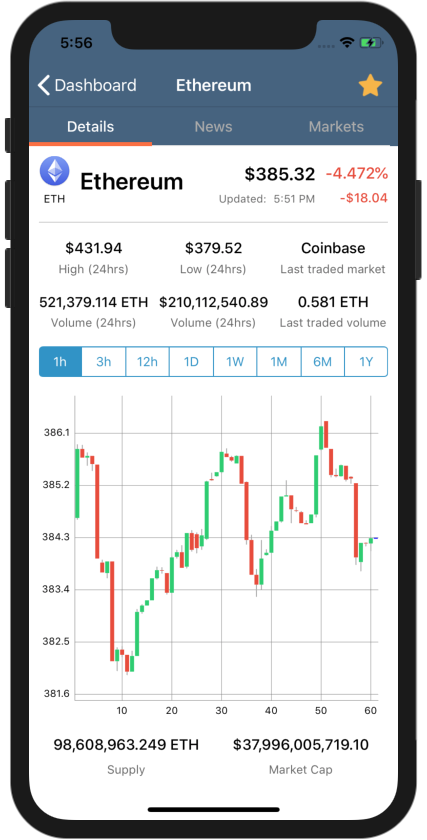 5:56
Dashboard Ethereum
Details News Markets
Ethereum $385.32 -4.472%
ETH Updated: 5:51 PM -$18.04
$431.94 $379.52 Coinbase
High (24hrs) Low (24hrs) Last traded market
521,379.114 ETH $210,112,540.89 0.581 ETH
Volume (24hrs) Volume (24hrs) Last traded volume
1h 3h 12h 1D 1W 1M 6M 1Y
386.1
385.2
384.3
383.4
382.5
381.6
10 20 30 40 50 60
98,608,963.249 ETH $37,996,005,719.10
Supply Market Cap